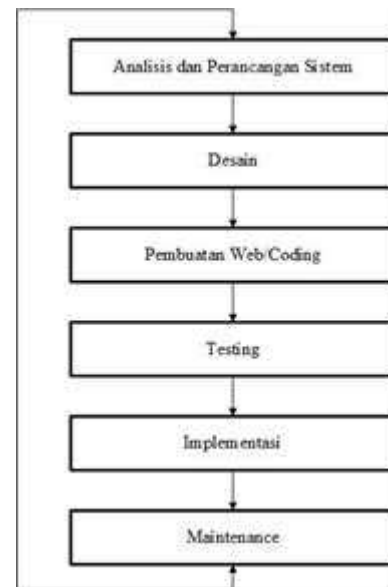 Analisis dan Perancangan Sistem
Desain
Pembuatan Web/Coding
Testing
Implementasi
Maintenance